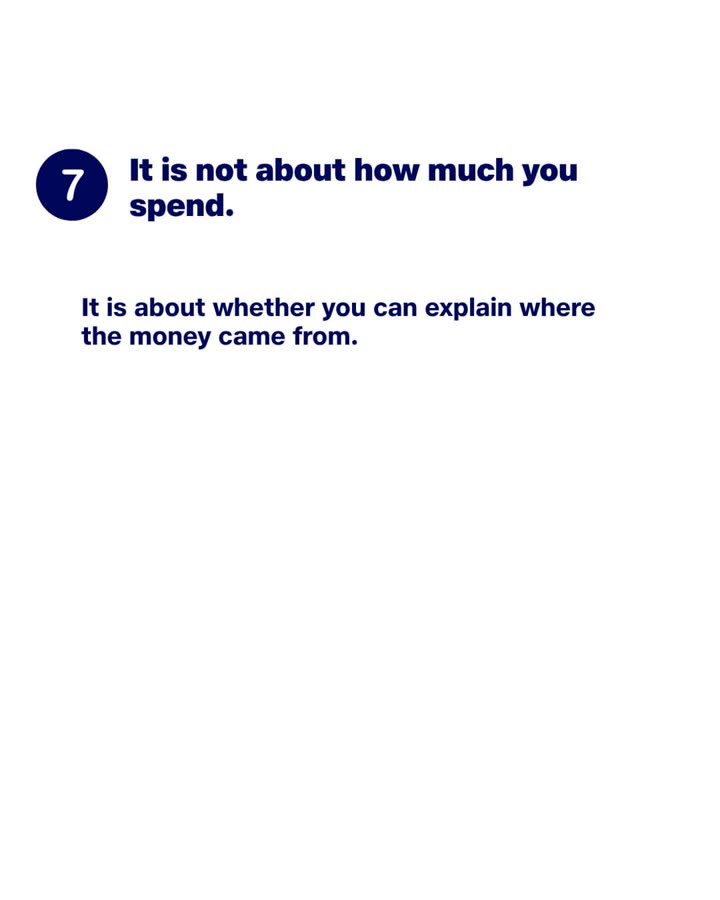 7
It is not about how much you
spend.
It is about whether you can explain where
the money came from.